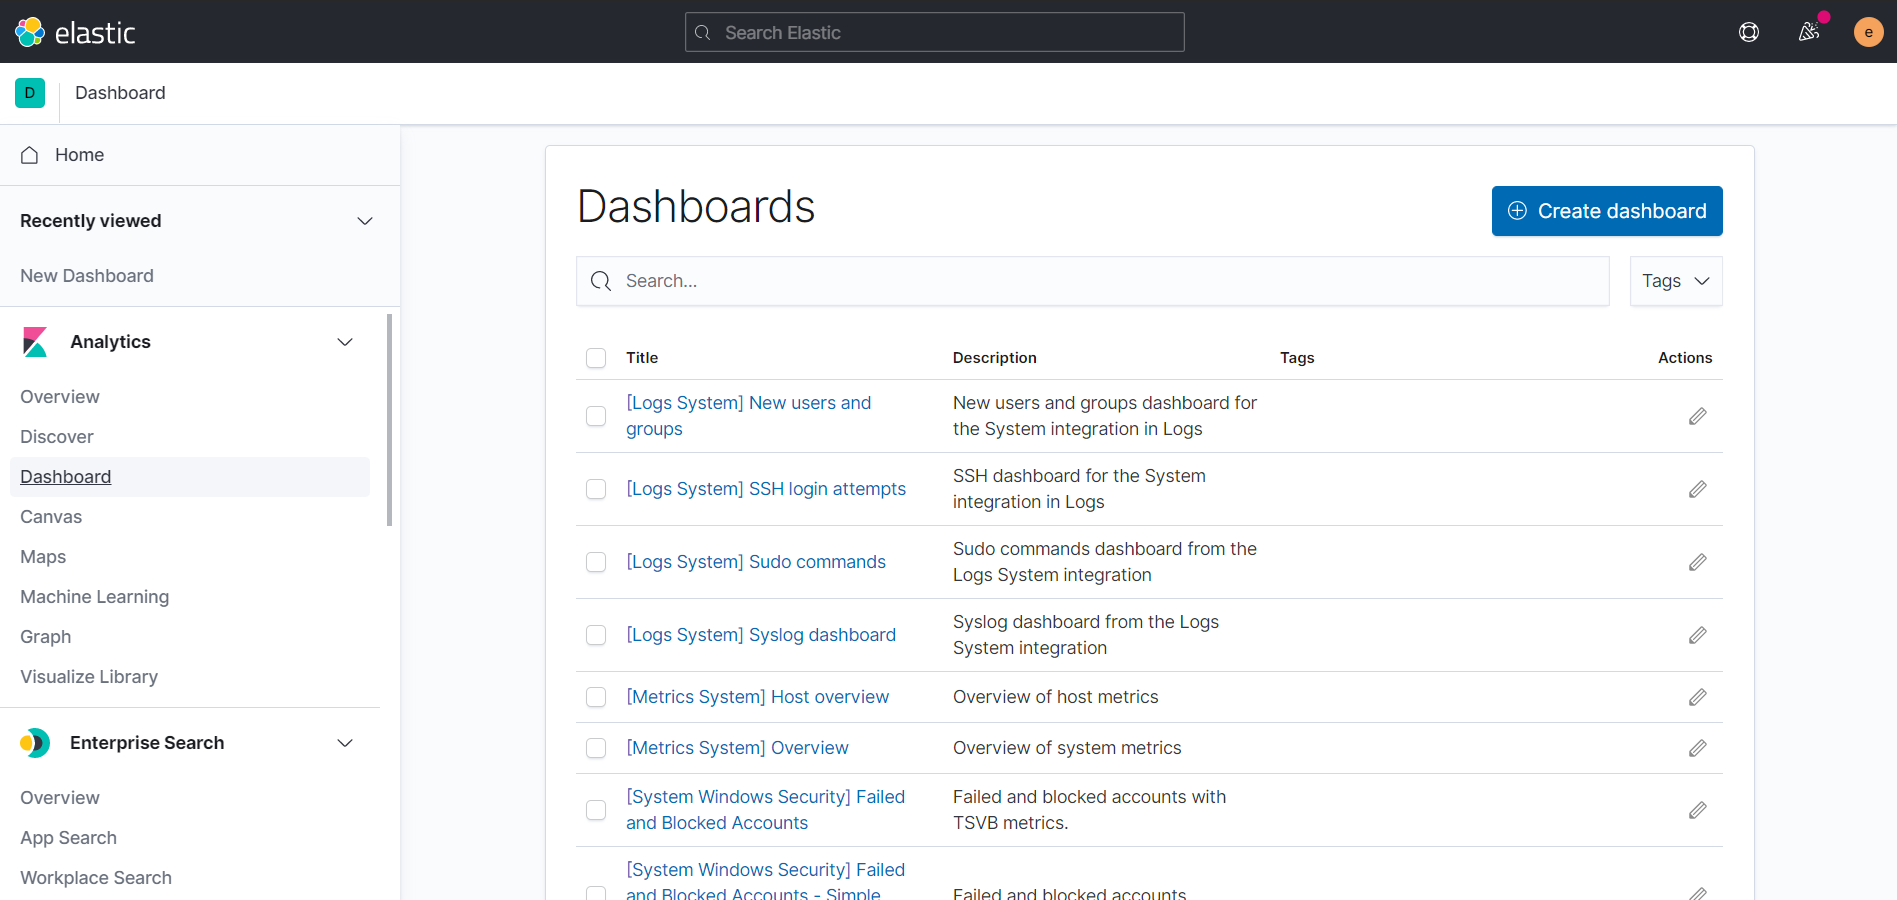 elastic
Search Elastic
e
D
Dashboard
Home
Recently viewed
New Dashboard
Analytics
Overview
Discover
Dashboard
Canvas
Maps
Machine Learning
Graph
Visualize Library
Enterprise Search
Overview
App Search
Workplace Search
Dashboards
Create dashboard
Search...
Tags
Title Description Tags Actions
[Logs System] New users and
groups
New users and groups dashboard for
the System integration in Logs
[Logs System] SSH login attempts
SSH dashboard for the System
integration in Logs
[Logs System] Sudo commands
Sudo commands dashboard from the
Logs System integration
[Logs System] Syslog dashboard
Syslog dashboard from the Logs
System integration
[Metrics System] Host overview
Overview of host metrics
[Metrics System] Overview
Overview of system metrics
[System Windows Security] Failed
and Blocked Accounts
Failed and blocked accounts with
TSVB metrics.
[System Windows Security] Failed
and Blocked Accounts - Simple
Failed and blocked accounts